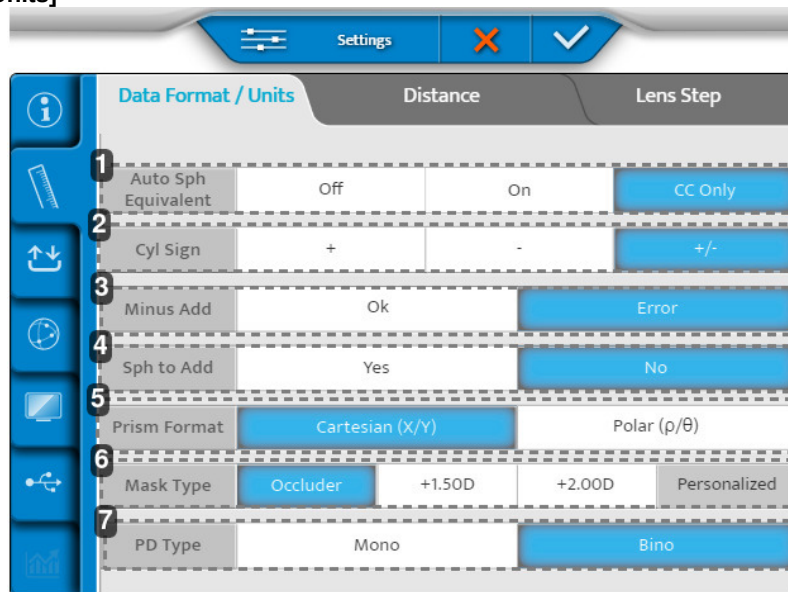 Units]
Settings
Data Format / Units Distance Lens Step
1
Auto Sph Equivalent Off On CC Only
2
Cyl Sign + - +/-
3
Minus Add Ok Error
4
Sph to Add Yes No
5
Prism Format Cartesian (X/Y) Polar (ρ/θ)
6
Mask Type Occluder +1.50D +2.00D Personalized
7
PD Type Mono Bino